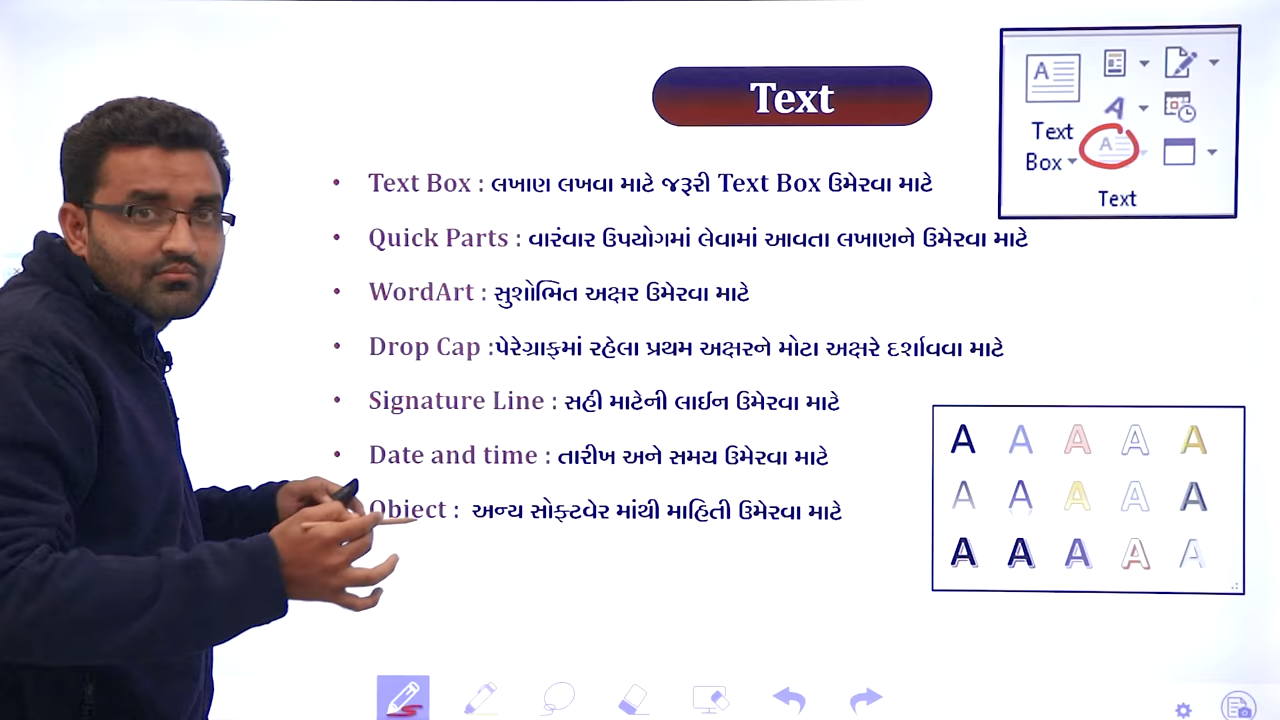 Text
Text
Box
Text
• Text Box : લખાણ લખવા માટે જરૂરી Text Box ઉમેરવા માટે
• Quick Parts : વારંવાર ઉપયોગમાં લેવામાં આવતા લખાણને ઉમેરવા માટે
• WordArt : સુશોભિત અક્ષર ઉમેરવા માટે
• Drop Cap :પેરેગ્રાફમાં રહેલા પ્રથમ અક્ષરને મોટા અક્ષરે દર્શાવવા માટે
• Signature Line : સહી માટેની લાઈન ઉમેરવા માટે
• Date and time : તારીખ અને સમય ઉમેરવા માટે
Object : અન્ય સોફ્ટવેર માંથી માહિતી ઉમેરવા માટે
A A A A A
A A A A A
A A A A A